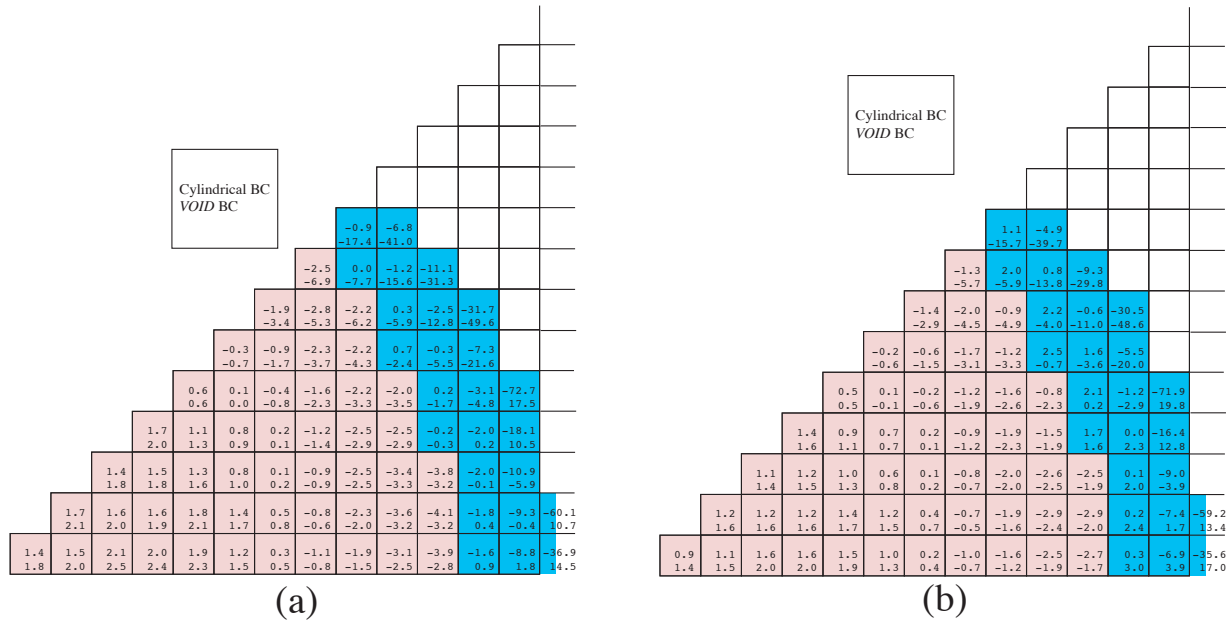 Cylindrical BC
VOID BC
-0.9 -6.8
-17.4 -41.0
-2.5 0.0 -1.2 -11.1
-6.9 -7.7 -15.6 -31.3
-1.9 -2.8 -2.2 0.3 -2.5 -31.7
-3.4 -5.3 -6.2 -5.9 -12.8 -49.6
-0.3 -0.9 -2.3 -2.2 0.7 -0.3 -7.3
-0.7 -1.7 -3.7 -4.3 -2.4 -5.5 -21.6
0.6 0.1 -0.4 -1.6 -2.2 -2.0 0.2 -3.1 -72.7
0.6 0.0 -0.8 -2.3 -3.3 -3.5 -1.7 -4.8 17.5
1.7 1.1 0.8 0.2 -1.2 -2.5 -2.5 -0.2 -2.0 -18.1
2.0 1.3 0.9 0.1 -1.4 -2.9 -2.9 -0.3 0.2 10.5
1.4 1.5 1.3 0.8 0.1 -0.9 -2.5 -3.4 -3.8 -2.0 -10.9
1.8 1.8 1.6 1.0 0.2 -0.9 -2.5 -3.3 -3.2 -0.1 -5.9
1.7 1.6 1.6 1.8 1.4 0.5 -0.8 -2.3 -3.6 -4.1 -1.8 -9.3 -60.1
2.1 2.0 1.9 2.1 1.7 0.8 -0.6 -2.0 -3.2 -3.2 0.4 -0.4 10.7
1.4 1.5 2.1 2.0 1.9 1.2 0.3 -1.1 -1.9 -3.1 -3.9 -1.6 -8.8 -36.9
1.8 2.0 2.5 2.4 2.3 1.5 0.5 -0.8 -1.5 -2.5 -2.8 0.9 1.8 14.5
(a)
Cylindrical BC
VOID BC
1.1 -4.9
-15.7 -39.7
-1.3 2.0 0.8 -9.3
-5.7 -5.9 -13.8 -29.8
-1.4 -2.0 -0.9 2.2 -0.6 -30.5
-2.9 -4.5 -4.9 -4.0 -11.0 -48.6
-0.2 -0.6 -1.7 -1.2 2.5 1.6 -5.5
-0.6 -1.5 -3.1 -3.3 -0.7 -3.6 -20.0
0.5 0.1 -0.2 -1.2 -1.6 -0.8 2.1 -1.2 -71.9
0.5 -0.1 -0.6 -1.9 -2.6 -2.3 0.2 -2.9 19.8
1.4 0.9 0.7 0.2 -0.9 -1.9 -1.5 1.7 0.0 -16.4
1.6 1.1 0.7 0.1 -1.2 -2.3 -1.9 1.6 2.3 12.8
1.1 1.2 1.0 0.6 0.1 -0.8 -2.0 -2.6 -2.5 0.1 -9.0
1.4 1.5 1.3 0.8 0.2 -0.7 -2.0 -2.5 -1.9 2.0 -3.9
1.2 1.2 1.2 1.4 1.2 0.4 -0.7 -1.9 -2.9 -2.9 0.2 -7.4 -59.2
1.6 1.6 1.6 1.7 1.5 0.7 -0.5 -1.6 -2.4 -2.0 2.4 1.7 13.4
0.9 1.1 1.6 1.6 1.5 1.0 0.2 -1.0 -1.6 -2.5 -2.7 0.3 -6.9 -35.6
1.4 1.5 2.0 2.0 1.9 1.3 0.4 -0.7 -1.2 -1.9 -1.7 3.0 3.9 17.0
(b)